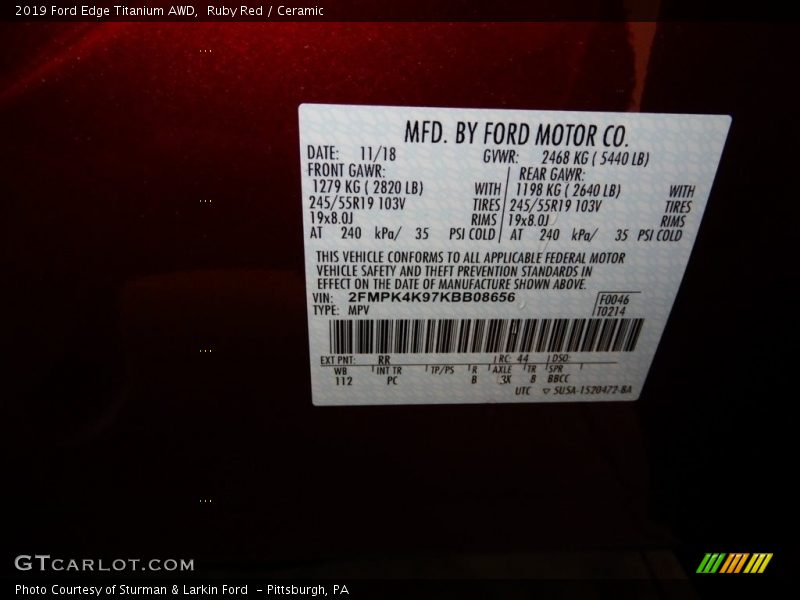 2019 Ford Edge Titanium AWD, Ruby Red / Ceramic
MFD. BY FORD MOTOR CO.
DATE: 11/18 GVWR: 2468 KG ( 5440 LB)
FRONT GAWR: REAR GAWR:
1279 KG ( 2820 LB) WITH 1198 KG ( 2640 LB) WITH
245/55R19 103V TIRES 245/55R19 103V TIRES
19x8.0J RIMS 19x8.0J RIMS
AT 240 kPa/ 35 PSI COLD AT 240 kPa/ 35 PSI COLD
THIS VEHICLE CONFORMS TO ALL APPLICABLE FEDERAL MOTOR
VEHICLE SAFETY AND THEFT PREVENTION STANDARDS IN
EFFECT ON THE DATE OF MANUFACTURE SHOWN ABOVE.
VIN: 2FMPK4K97KBB08656 F0046
TYPE: MPV T0214
EXT PNT: RR RC: 44 DSO:
WB INT TR TP/PS R AXLE TR SPR
112 PC 8 3K 8 BBCC
UTC ▽ 5U5A-1520472-BA
GTCARLOT.COM
Photo Courtesy of Sturman & Larkin Ford - Pittsburgh, PA